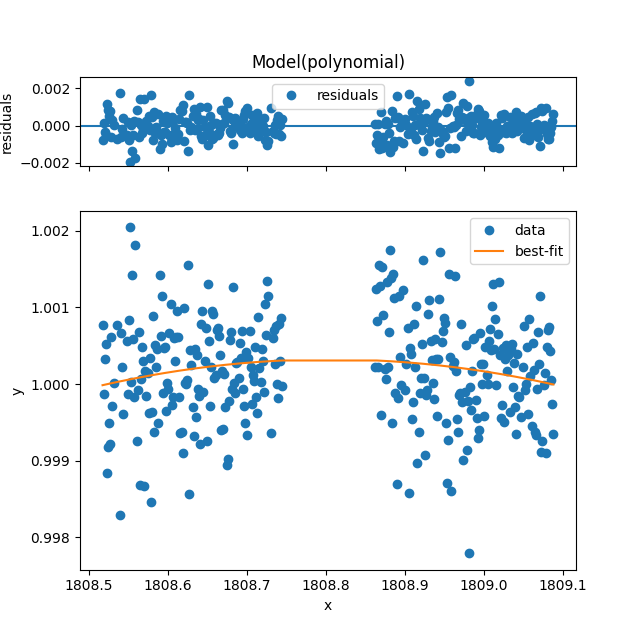 Model(polynomial)
residuals
0.002
0.000
−0.002
residuals
data
best-fit
y
1.002
1.001
1.000
0.999
0.998
1808.5 1808.6 1808.7 1808.8 1808.9 1809.0 1809.1
x